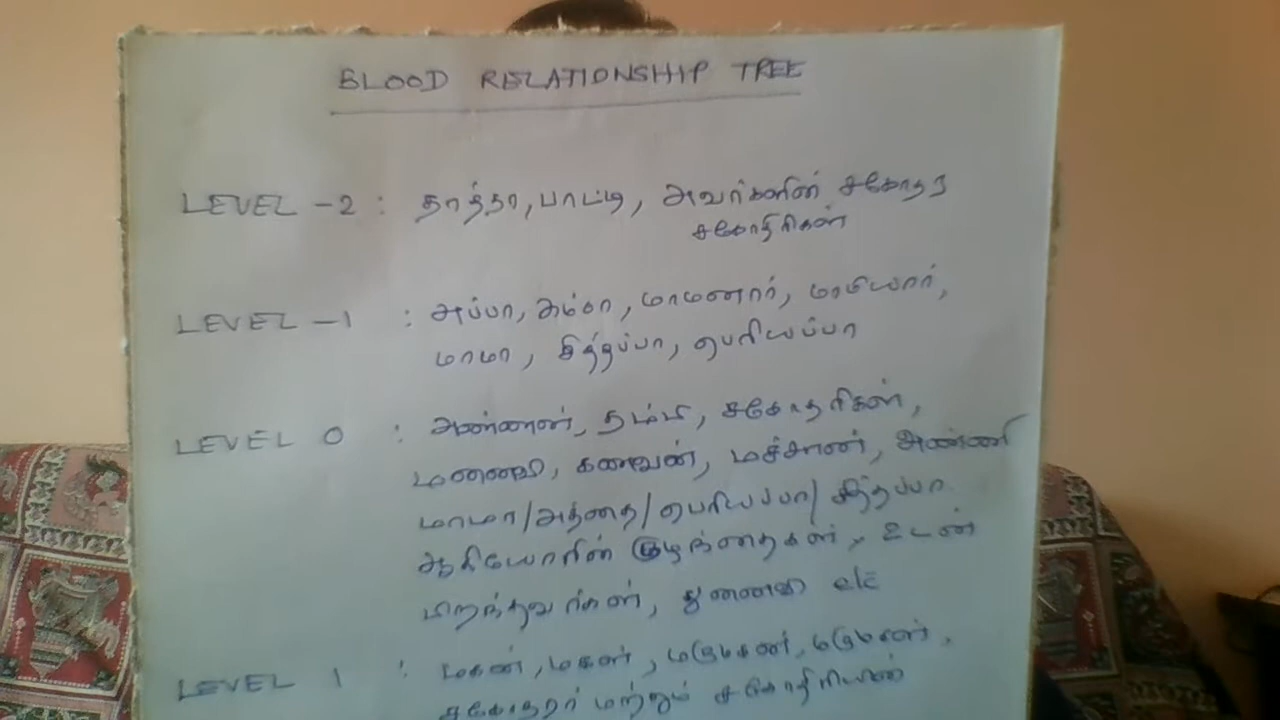 BLOOD RELATIONSHIP TREE
LEVEL -2 : தாத்தா, பாட்டி, அவர்களின் சகோதர
சகோதிரிகள்
LEVEL -1 : அப்பா, அம்மா, மாமனார், மாமியார்,
மாமா, சித்தப்பா, பெரியப்பா
LEVEL 0 : அண்ணன், தம்பி, சகோதரிகள்,
மனைவி, கணவன், மச்சான், அண்ணி
மாமா/அத்தை/பெரியப்பா/சித்தப்பா
ஆகியோரின் குழந்தைகள், உடன்
பிறந்தவர்கள், துணைவி etc
LEVEL 1 : மகன், மகள், மருமகன், மருமகள்,
சகோதரர் மற்றும் சகோதிரியின்